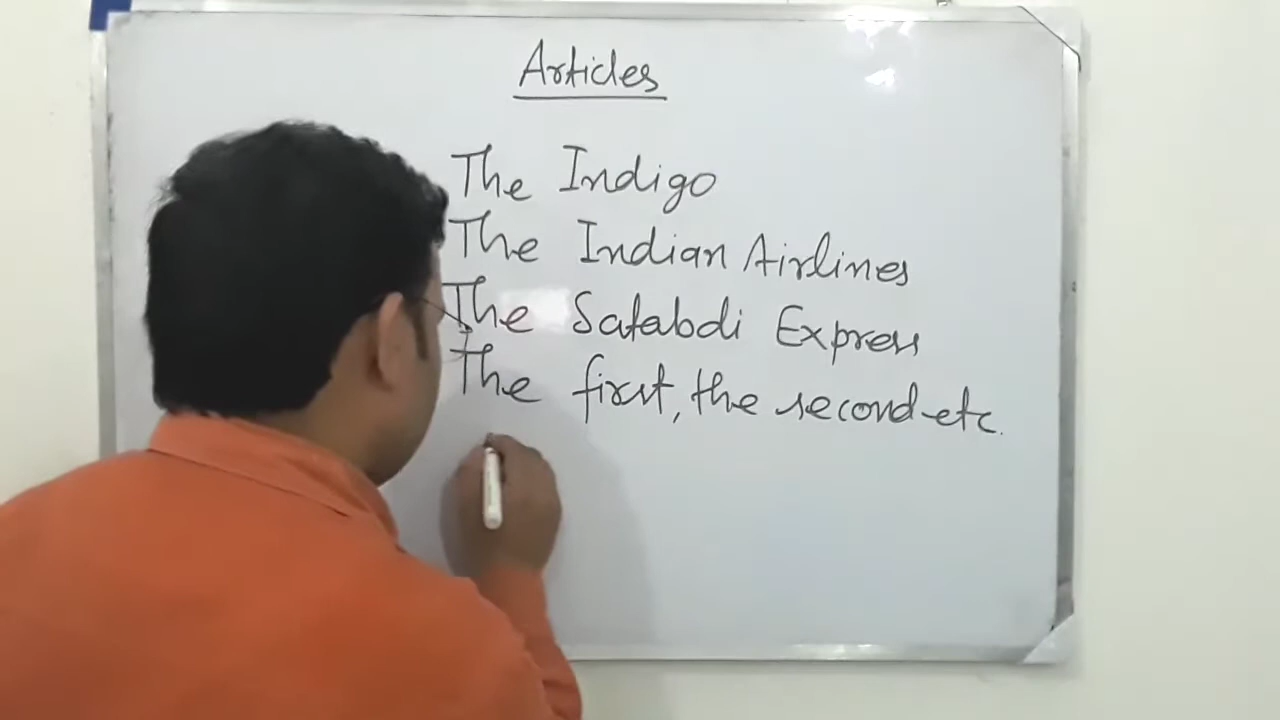 Articles
The Indigo
The Indian Airlines
The Satabdi Express
The first, the second etc.